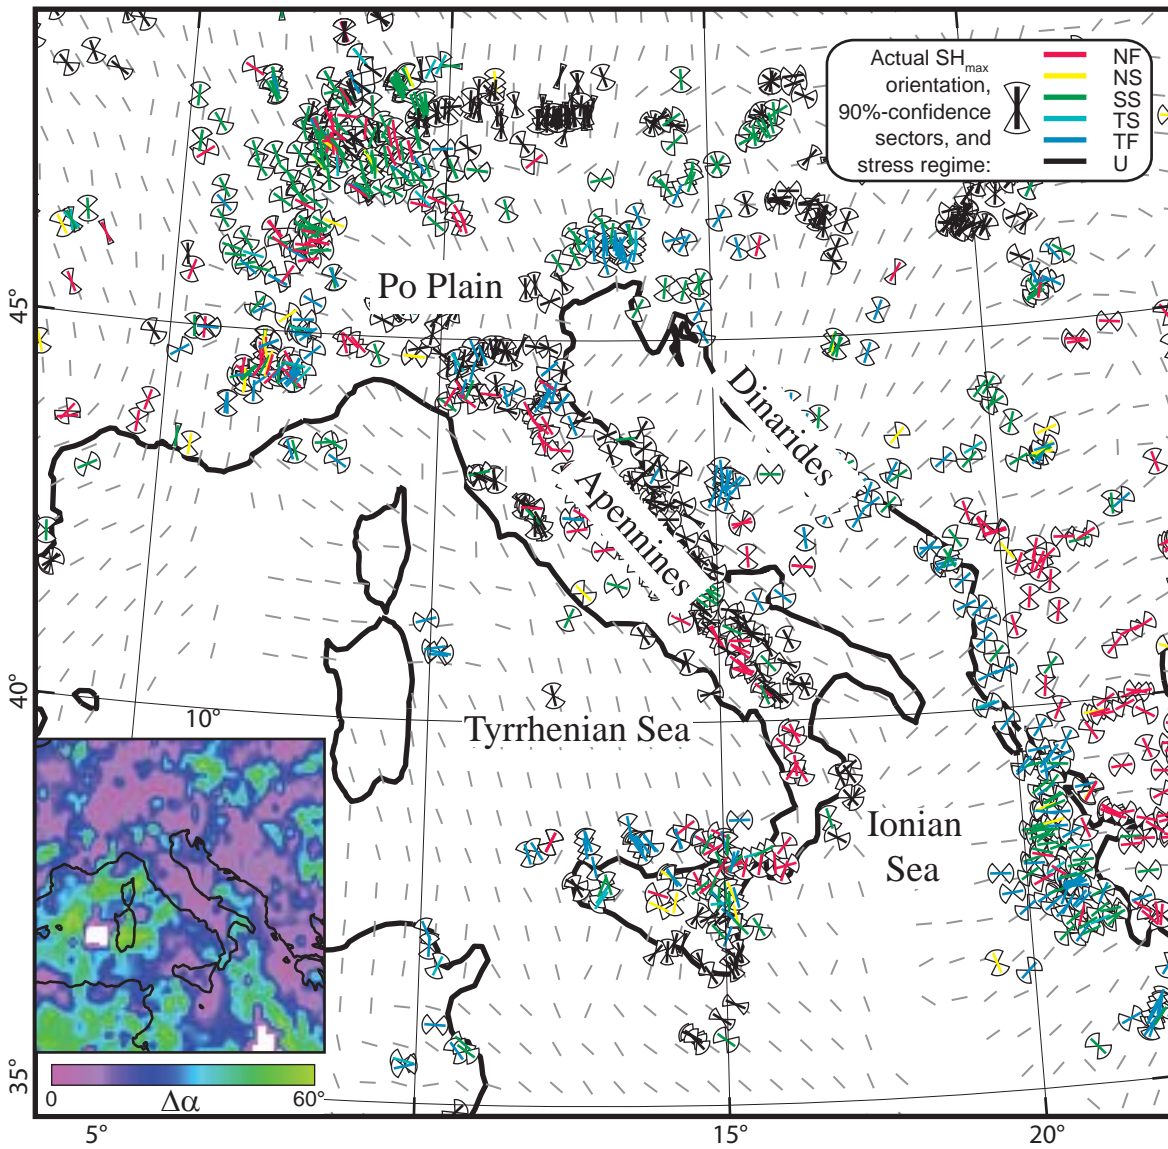 Actual SHmax
orientation,
90%-confidence
sectors, and
stress regime:
NF
NS
SS
TS
TF
U
Po Plain
45°
Dinarides
Apennines
40°
10°
Tyrrhenian Sea
Ionian
Sea
35°
0
Δα
60°
5°
15°
20°